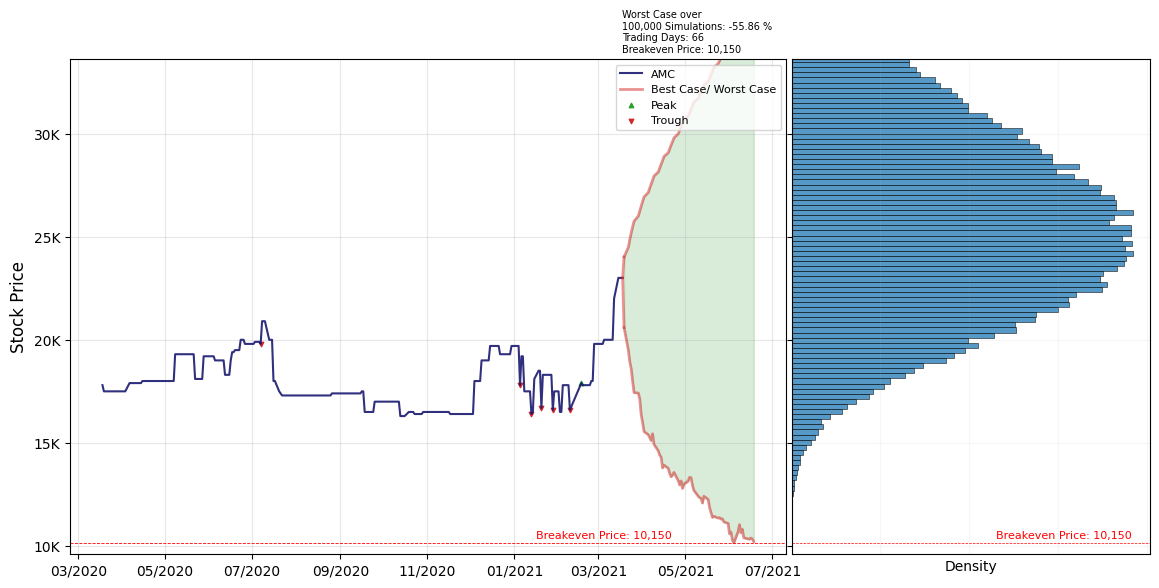 Worst Case over
100,000 Simulations: -55.86 %
Trading Days: 66
Breakeven Price: 10,150
AMC
Best Case/ Worst Case
Peak
Trough
Stock Price
30K
25K
20K
15K
10K
Breakeven Price: 10,150
Breakeven Price: 10,150
03/2020 05/2020 07/2020 09/2020 11/2020 01/2021 03/2021 05/2021 07/2021
Density